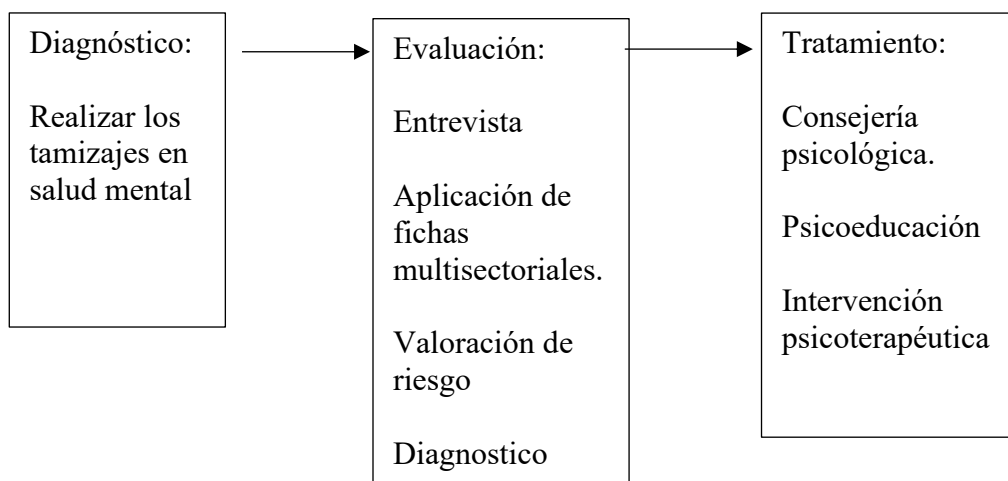 Diagnóstico:
Realizar los
tamizajes en
salud mental
Evaluación:
Entrevista
Aplicación de
fichas
multisectoriales.
Valoración de
riesgo
Diagnostico
Tratamiento:
Consejería
psicológica.
Psicoeducación
Intervención
psicoterapéutica